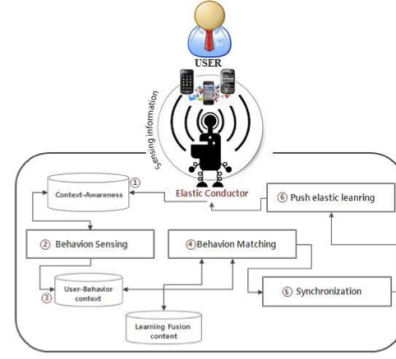 USER
Sensing information
① Context-Awareness
Elastic Conductor
⑥ Push elastic leanring
② Behavion Sensing
④ Behavion Matching
③ User-Behavior
context
⑤ Synchronization
Learning Fusion
content